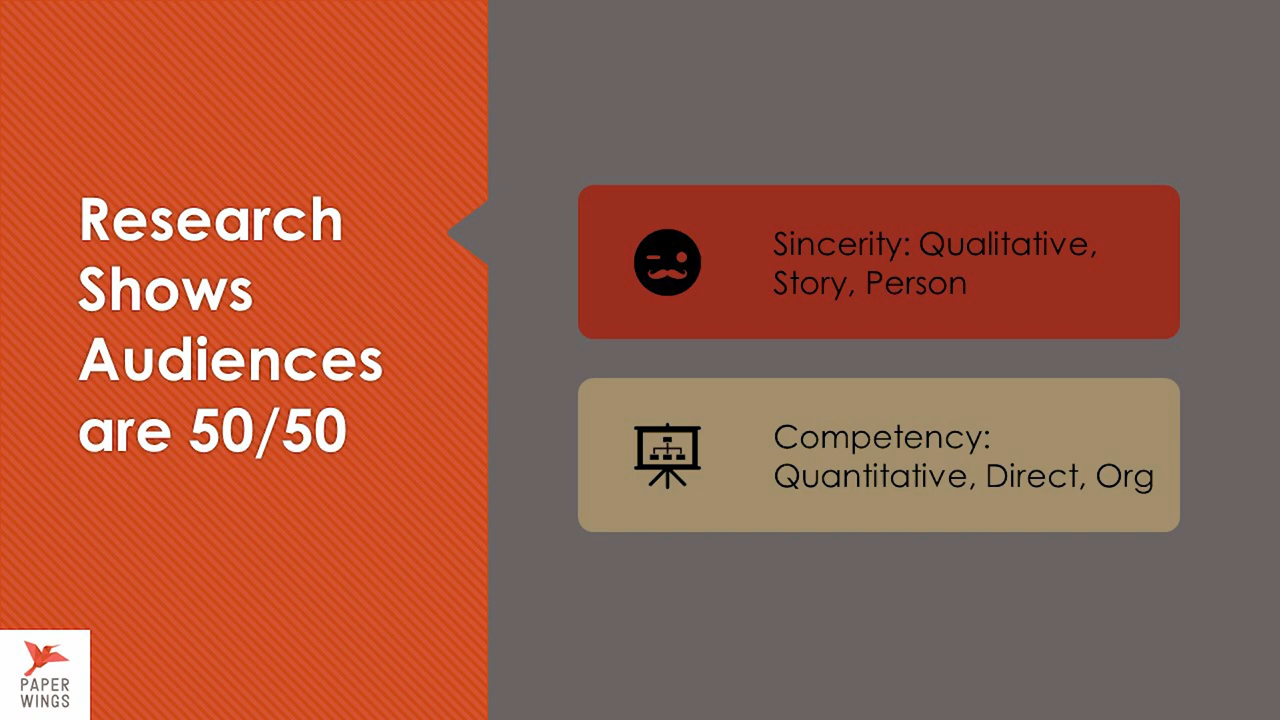 Research
Shows
Audiences
are 50/50
Sincerity: Qualitative,
Story, Person
Competency:
Quantitative, Direct, Org
PAPER
WINGS